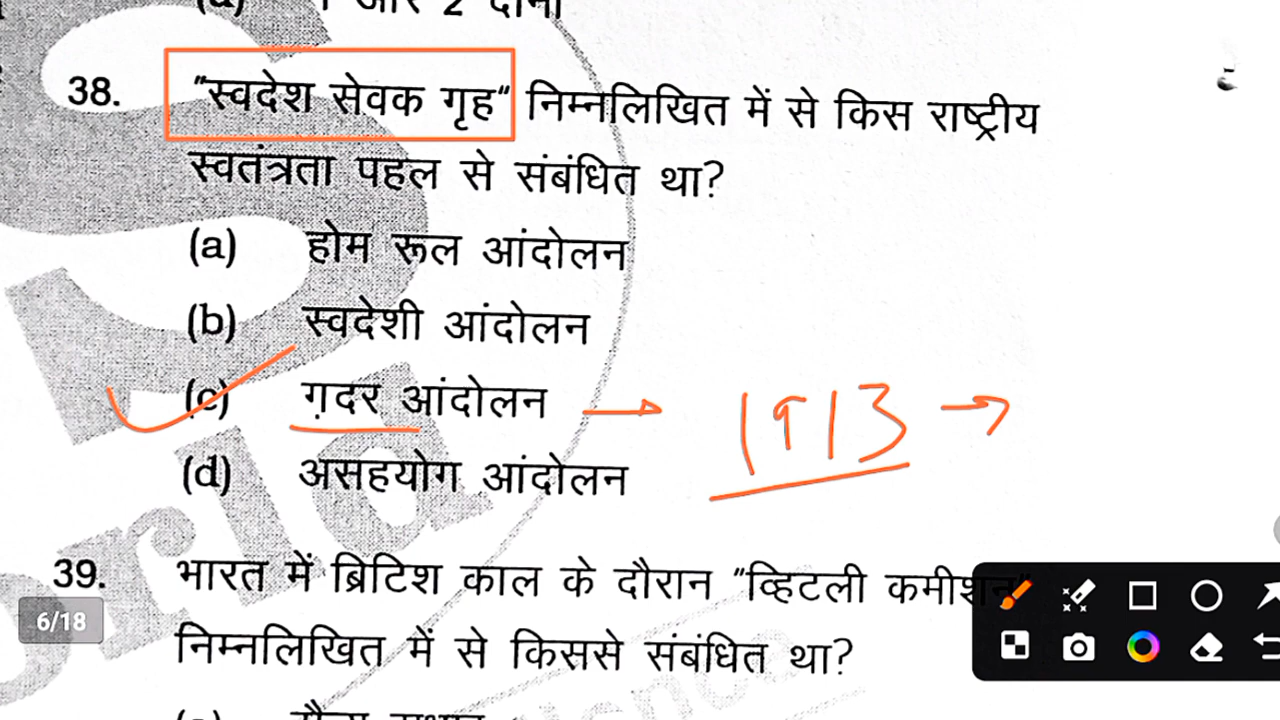 38. "स्वदेश सेवक गृह" निम्नलिखित में से किस राष्ट्रीय
स्वतंत्रता पहल से संबंधित था?
(a) होम रूल आंदोलन
(b) स्वदेशी आंदोलन
(c) ग़दर आंदोलन → 1913 →
(d) असहयोग आंदोलन
39. भारत में ब्रिटिश काल के दौरान "व्हिटली कमीशन"
6/18
निम्नलिखित में से किससे संबंधित था?